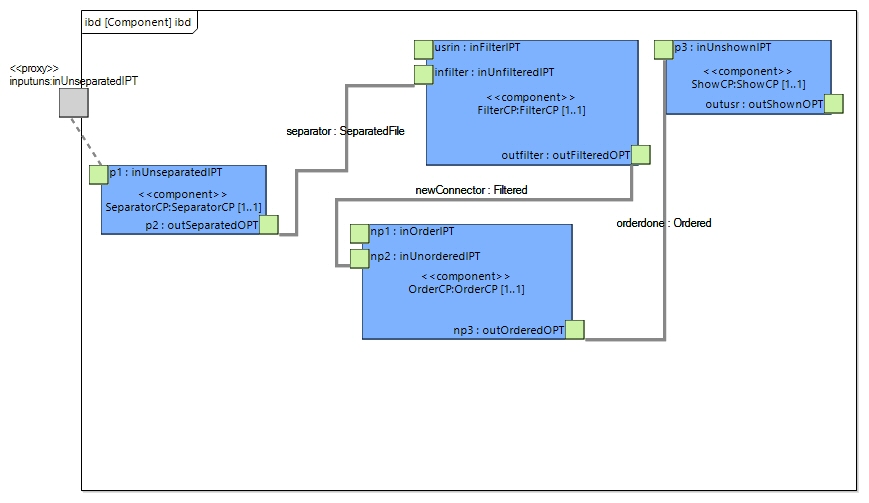 ibd [Component] ibd
<<proxy>>
inputuns:inUnseparatedIPT
usrin : inFilterIPT
infilter : inUnfilteredIPT
<<component>>
FilterCP:FilterCP [1..1]
outfilter : outFilteredOPT
p3 : inUnshownIPT
<<component>>
ShowCP:ShowCP [1..1]
outusr : outShownOPT
separator : SeparatedFile
p1 : inUnseparatedIPT
<<component>>
SeparatorCP:SeparatorCP [1..1]
p2 : outSeparatedOPT
newConnector : Filtered
orderdone : Ordered
np1 : inOrderIPT
np2 : inUnorderedIPT
<<component>>
OrderCP:OrderCP [1..1]
np3 : outOrderedOPT